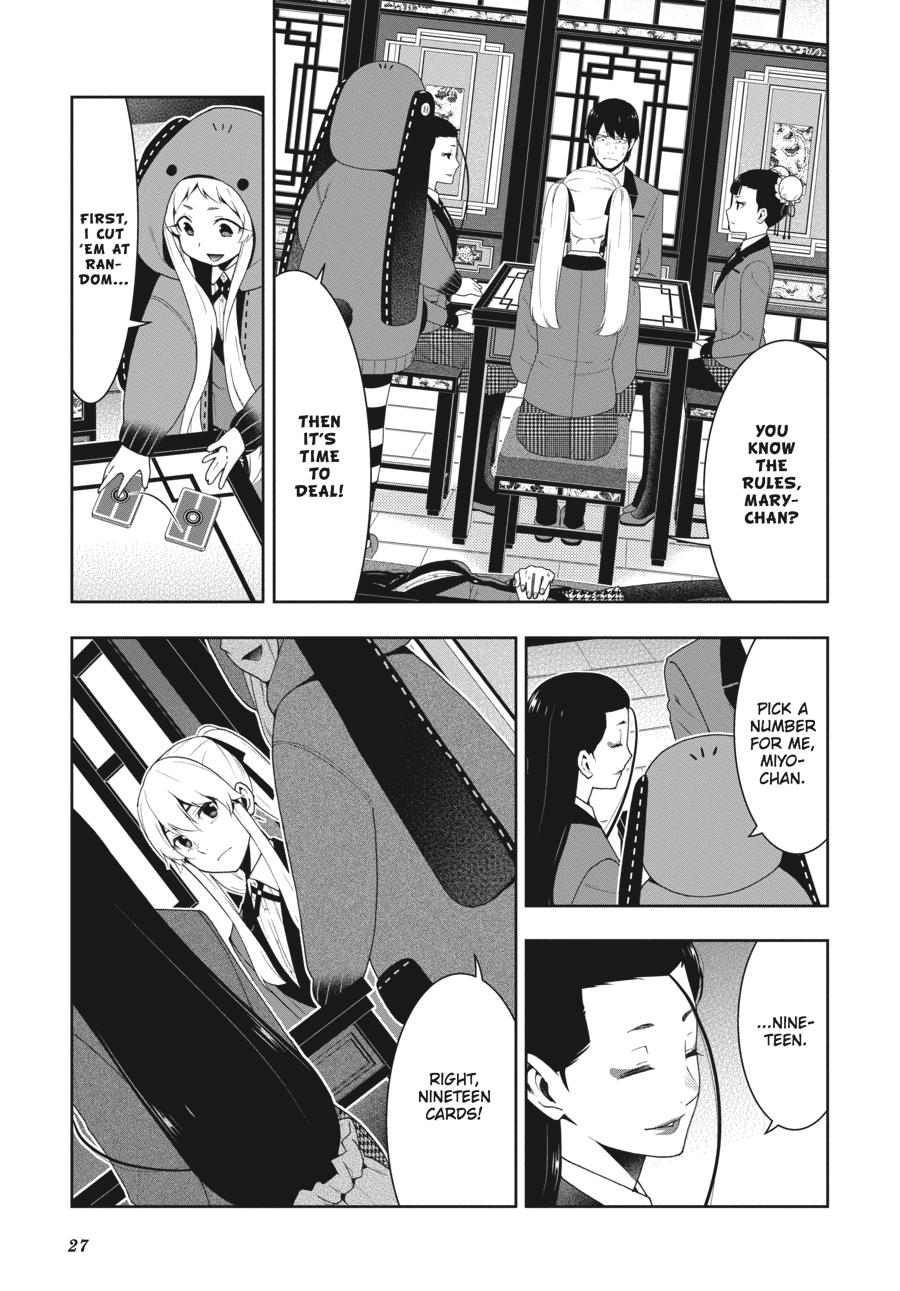 YOU
KNOW
THE
RULES,
MARY-
CHAN?
THEN
IT'S
TIME
TO
DEAL!
FIRST,
I CUT
'EM AT
RAN-
DOM...
PICK A
NUMBER
FOR ME,
MIYO-
CHAN.
...NINE-
TEEN.
RIGHT,
NINETEEN
CARDS!
27